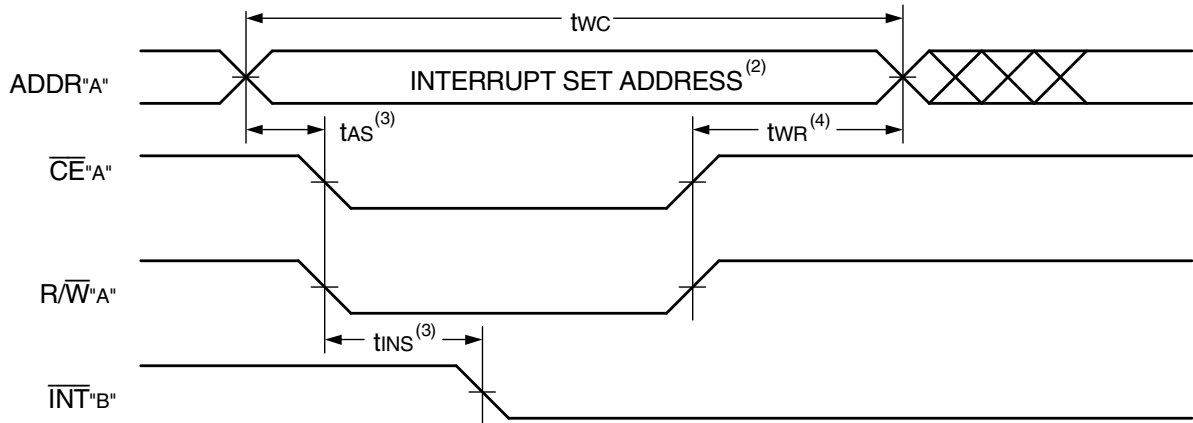 tWC
ADDR"A"
INTERRUPT SET ADDRESS(2)
tAS(3)
tWR(4)
CE"A"
R/W"A"
tINS(3)
INT"B"